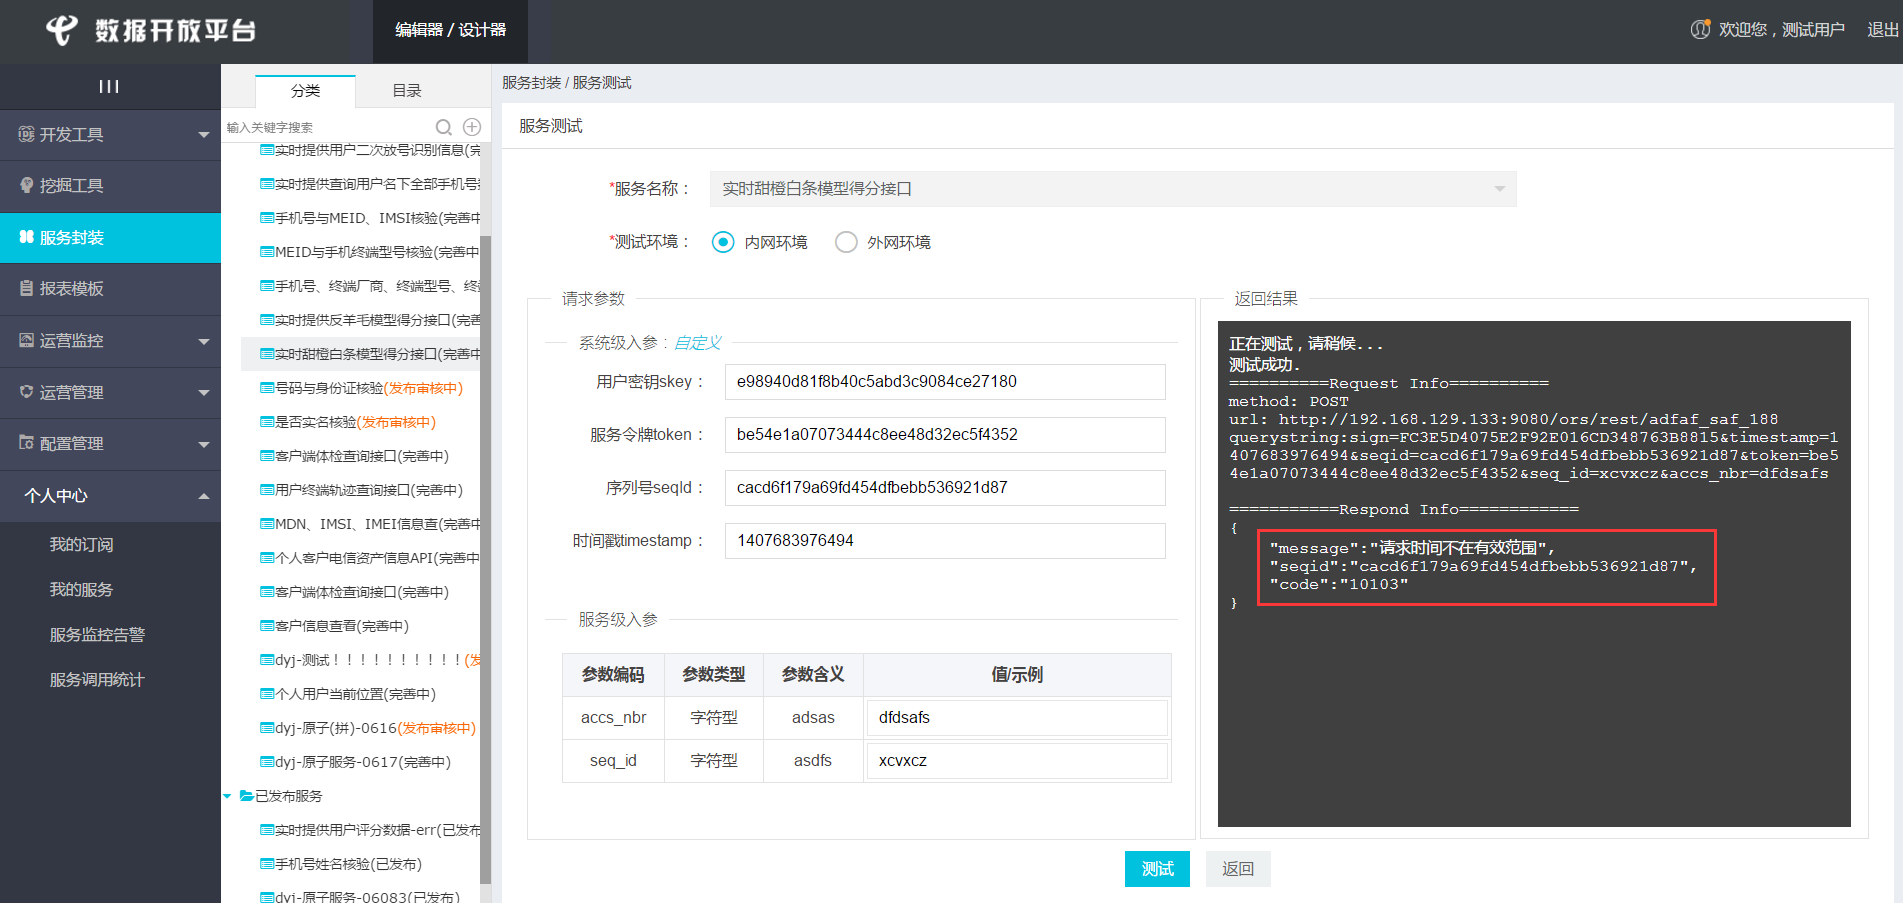 数据开放平台
编辑器 / 设计器
欢迎您，测试用户
退出
开发工具
挖掘工具
服务封装
报表模板
运营监控
运营管理
配置管理
个人中心
我的订阅
我的服务
服务监控告警
服务调用统计
分类
目录
输入关键字搜索
实时提供用户二次放号识别信息(完
实时提供查询用户名下全部手机号
手机号与MEID、IMSI核验(完善中
MEID与手机终端型号核验(完善中
手机号、终端厂商、终端型号、终
实时提供反羊毛模型得分接口(完善
实时甜橙白条模型得分接口(完善中
号码与身份证核验(发布审核中)
是否实名核验(发布审核中)
客户端体检查询接口(完善中)
用户终端轨迹查询接口(完善中)
MDN、IMSI、IMEI信息查(完善中
个人客户电信资产信息API(完善中
客户端体检查询接口(完善中)
客户信息查看(完善中)
dyj-测试！！！！！！！！！！(发
个人用户当前位置(完善中)
dyj-原子(拼)-0616(发布审核中)
dyj-原子服务-0617(完善中)
已发布服务
实时提供用户评分数据-err(已发布
手机号姓名核验(已发布)
dyj-原子服务-06083(已发布)
服务封装 / 服务测试
服务测试
*服务名称：
实时甜橙白条模型得分接口
*测试环境：
内网环境
外网环境
请求参数
系统级入参 : 自定义
用户密钥skey：
e98940d81f8b40c5abd3c9084ce27180
服务令牌token：
be54e1a07073444c8ee48d32ec5f4352
序列号seqId：
cacd6f179a69fd454dfbebb536921d87
时间戳timestamp：
1407683976494
服务级入参
参数编码 参数类型 参数含义 值/示例
accs_nbr 字符型 adsas dfdsafs
seq_id 字符型 asdfs xcvxcz
返回结果
正在测试，请稍候...
测试成功.
==========Request Info==========
method: POST
url: http://192.168.129.133:9080/ors/rest/adfaf_saf_188
querystring:sign=FC3E5D4075E2F92E016CD348763B8815&timestamp=1
407683976494&seqid=cacd6f179a69fd454dfbebb536921d87&token=be5
4e1a07073444c8ee48d32ec5f4352&seq_id=xcvxcz&accs_nbr=dfdsafs
===========Respond Info============
{
"message":"请求时间不在有效范围",
"seqid":"cacd6f179a69fd454dfbebb536921d87",
"code":"10103"
}
测试
返回